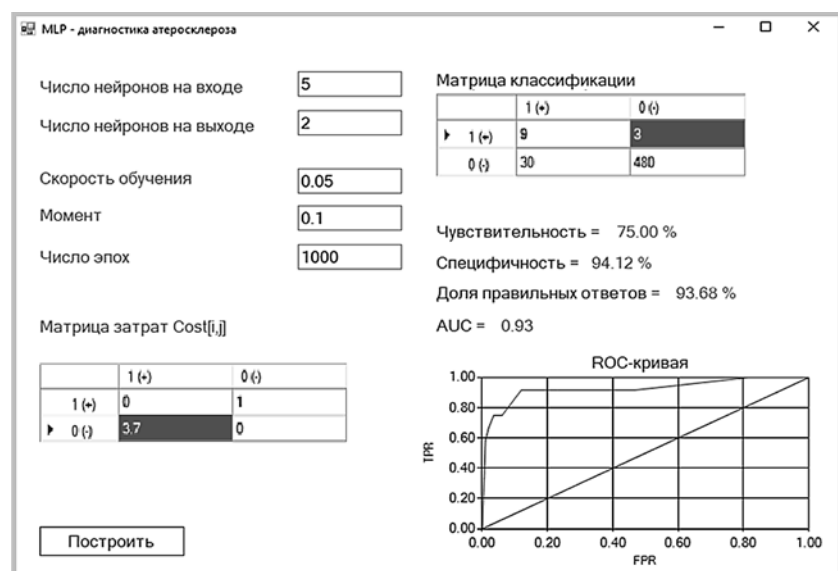 MLP - диагностика атеросклероза
Число нейронов на входе 5
Число нейронов на выходе 2
Скорость обучения 0.05
Момент 0.1
Число эпох 1000
Матрица затрат Cost[i,j]
1 (+) 0 (-)
1 (+) 0 1
0 (-) 3.7 0
Построить
Матрица классификации
1 (+) 0 (-)
1 (+) 9 3
0 (-) 30 480
Чувствительность = 75.00 %
Специфичность = 94.12 %
Доля правильных ответов = 93.68 %
AUC = 0.93
ROC-кривая
1.00
0.80
0.60
0.40
0.20
0.00
TPR
0.00 0.20 0.40 0.60 0.80 1.00
FPR